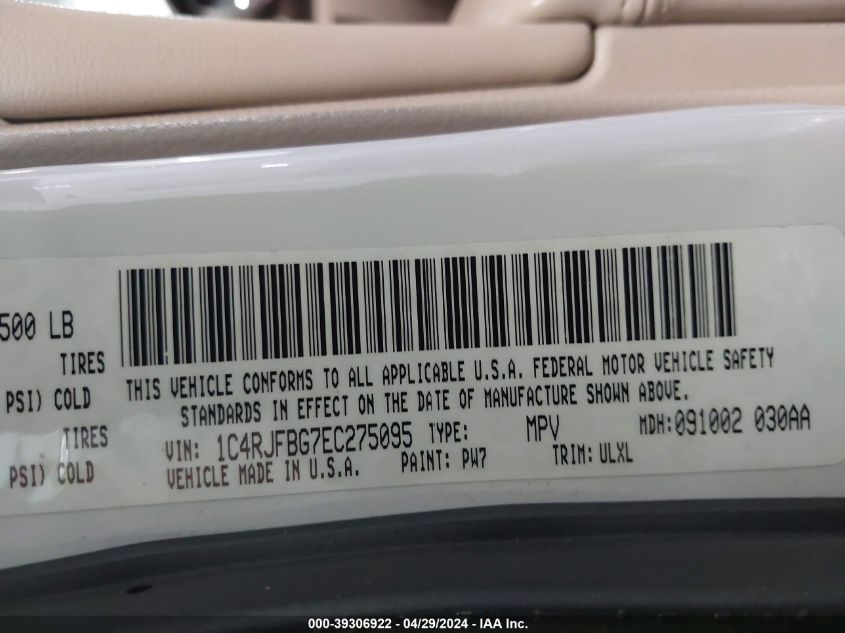 500 LB
TIRES
PSI) COLD
TIRES
PSI) COLD
THIS VEHICLE CONFORMS TO ALL APPLICABLE U.S.A. FEDERAL MOTOR VEHICLE SAFETY
STANDARDS IN EFFECT ON THE DATE OF MANUFACTURE SHOWN ABOVE.
VIN: 1C4RJFBG7EC275095 TYPE: MPV MDH:091002 030AA
VEHICLE MADE IN U.S.A. PAINT: PW7 TRIM:ULXL
000-39306922 - 04/29/2024 - IAA Inc.